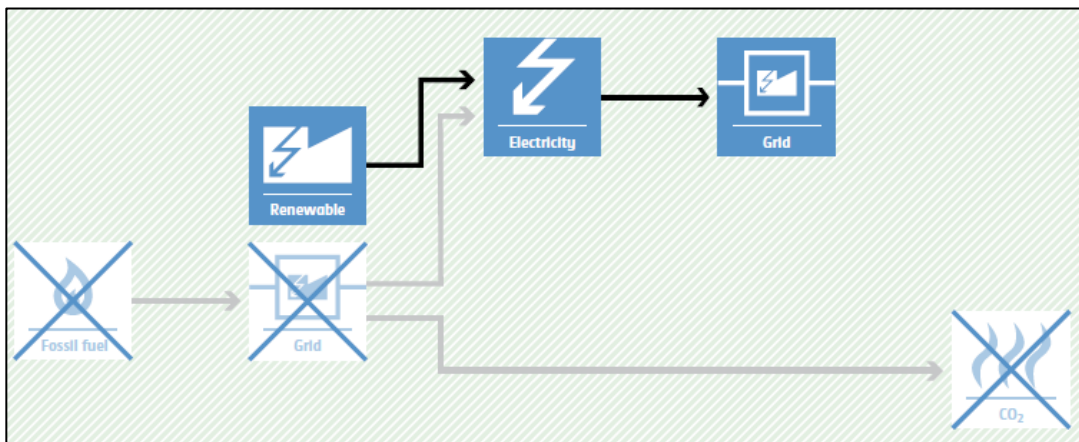 Electricity
Grid
Renewable
Fossil fuel
Grid
CO₂